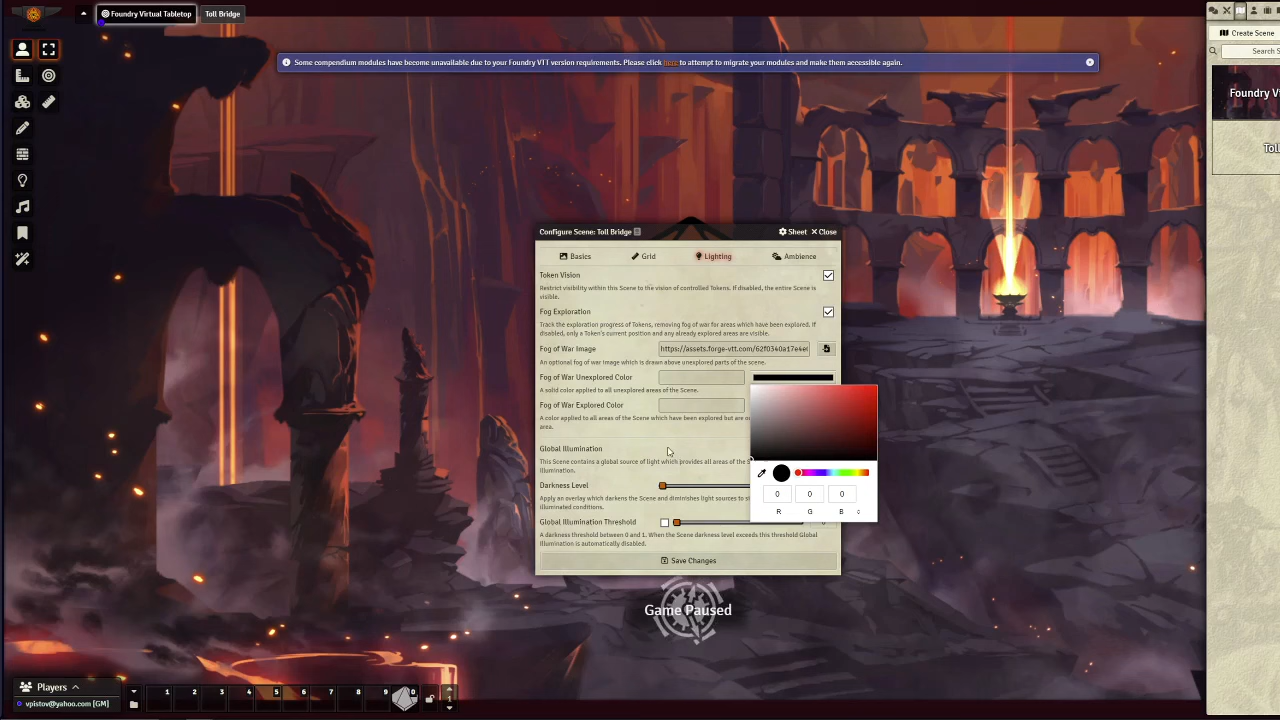 Foundry Virtual Tabletop
Toll Bridge
Create Scene
Search S
Some compendium modules have become unavailable due to your Foundry VTT version requirements. Please click here to attempt to migrate your modules and make them accessible again.
Foundry V
Toll
Configure Scene: Toll Bridge
Sheet
Close
Basics
Grid
Lighting
Ambience
Token Vision
Restrict visibility within this Scene to the vision of controlled Tokens. If disabled, the entire Scene is
visible.
Fog Exploration
Track the exploration progress of Tokens, removing fog of war for areas which have been explored. If
disabled, only a Token's current position and any already explored areas are visible.
Fog of War Image
https://assets.forge-vtt.com/62f0340a17e4e
An optional fog of war image which is drawn above unexplored parts of the scene.
Fog of War Unexplored Color
A solid color applied to all unexplored areas of the Scene.
Fog of War Explored Color
A color applied to all areas of the Scene which have been explored but are
area.
Global Illumination
This Scene contains a global source of light which provides all areas of the
illumination.
Darkness Level
Apply an overlay which darkens the Scene and diminishes light sources to
illuminated conditions.
0 0 0
R G B
Global Illumination Threshold
A darkness threshold between 0 and 1. When the Scene darkness level exceeds this threshold Global
Illumination is automatically disabled.
Save Changes
Game Paused
Players
vpistov@yahoo.com [GM]
1 2 3 4 5 6 7 8 9 0
1